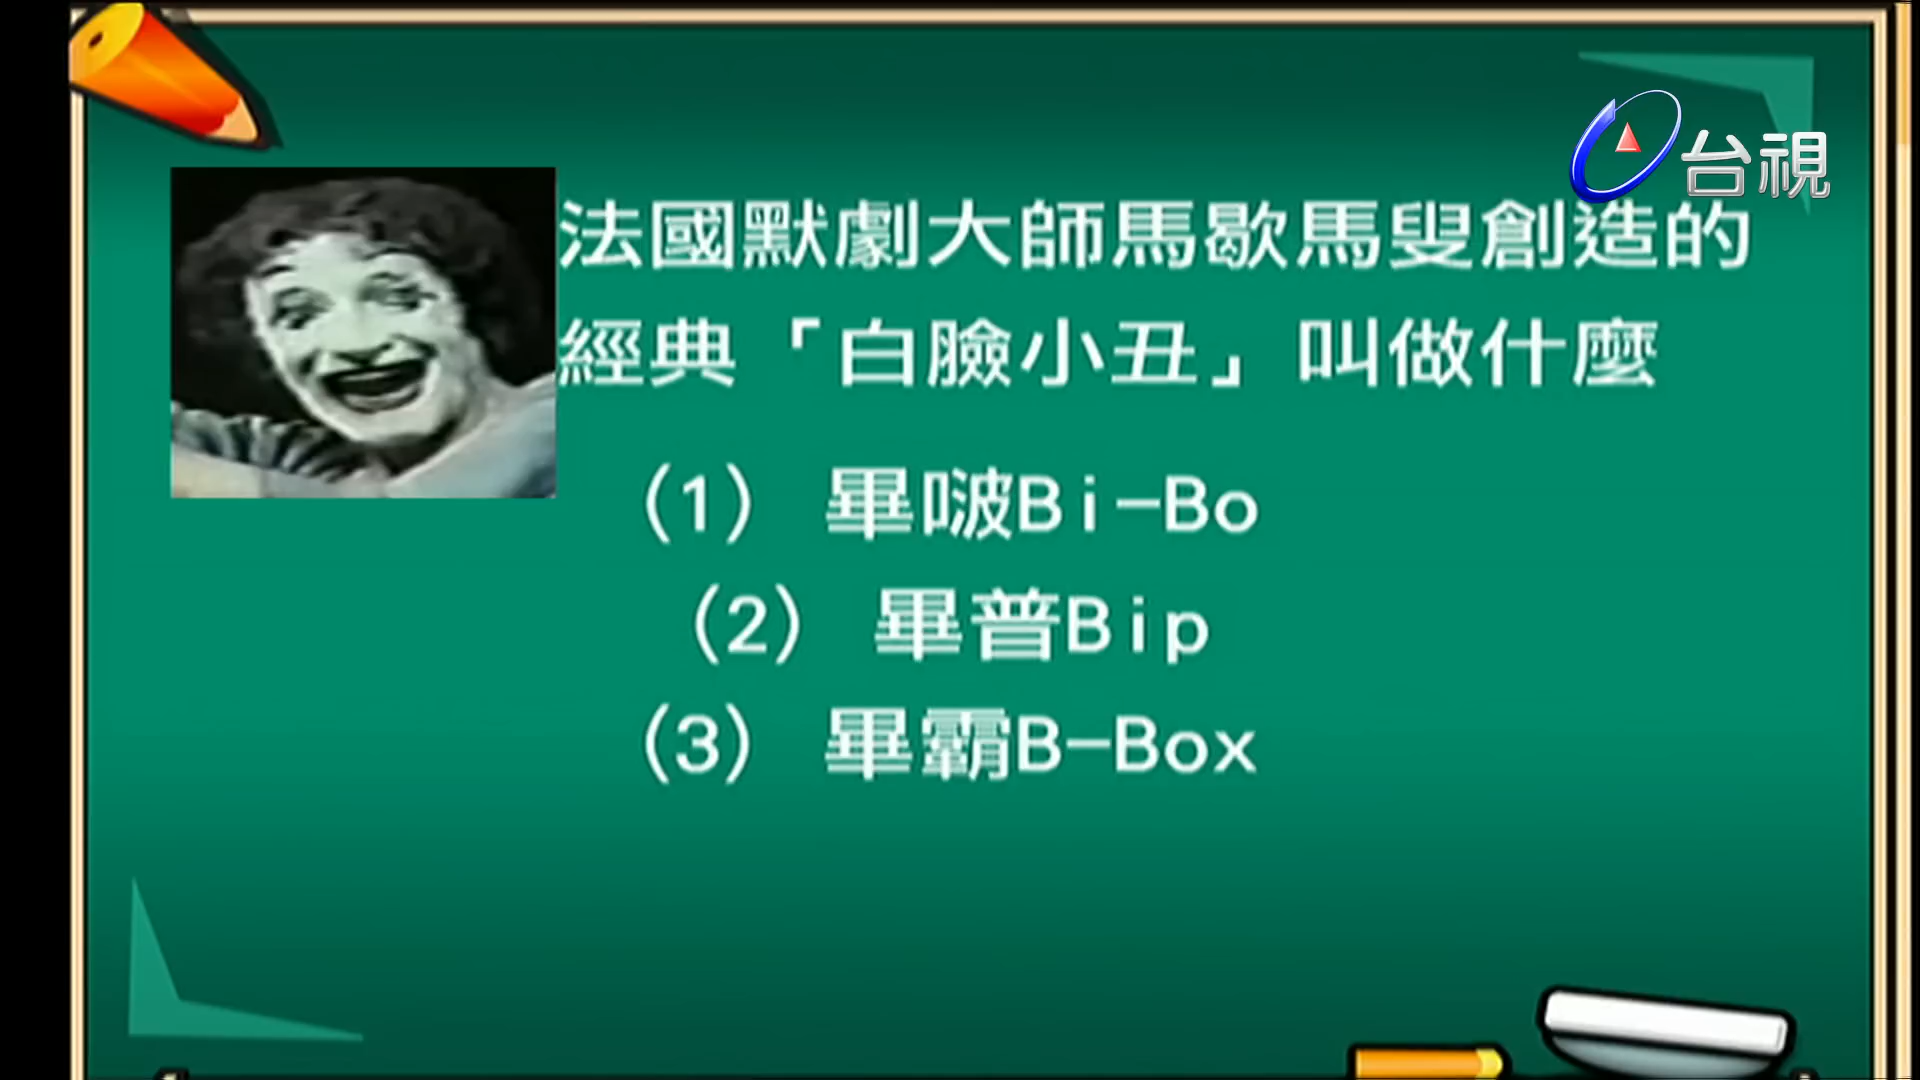 台視
法國默劇大師馬歇馬叟創造的
經典「白臉小丑」叫做什麼
(1) 畢啵Bi-Bo
(2) 畢普Bip
(3) 畢霸B-Box